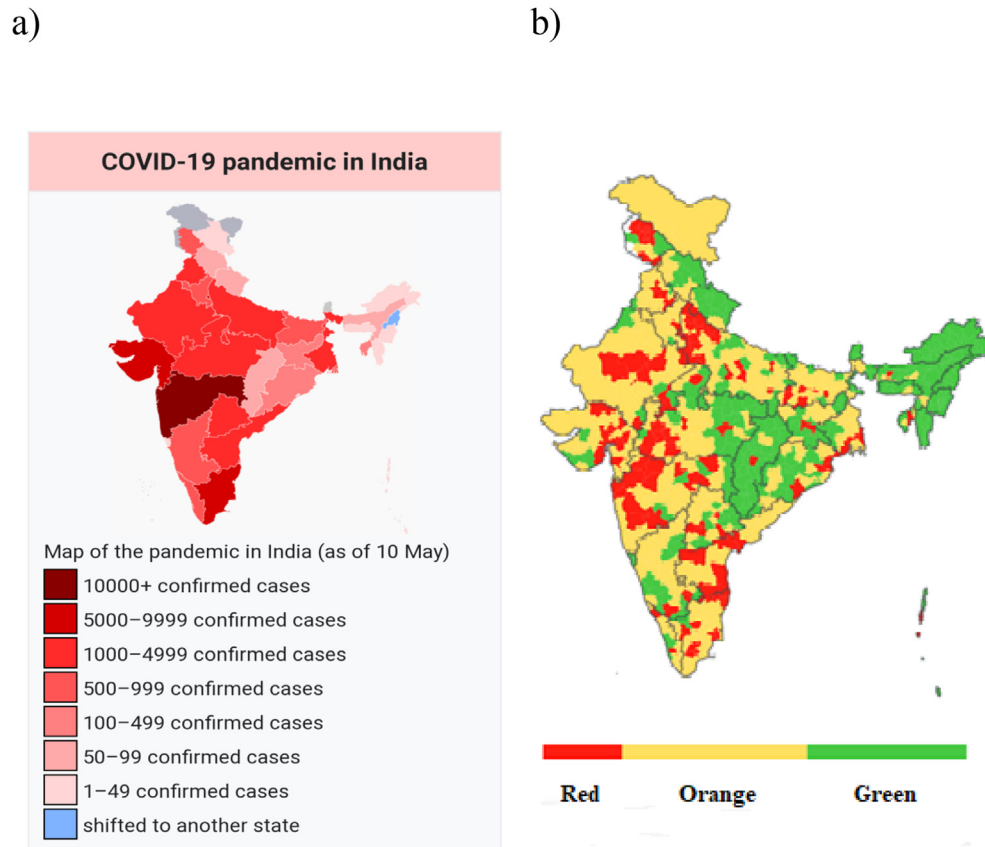 a)
b)
COVID-19 pandemic in India
Map of the pandemic in India (as of 10 May)
10000+ confirmed cases
5000–9999 confirmed cases
1000–4999 confirmed cases
500–999 confirmed cases
100–499 confirmed cases
50–99 confirmed cases
1–49 confirmed cases
shifted to another state
Red Orange Green